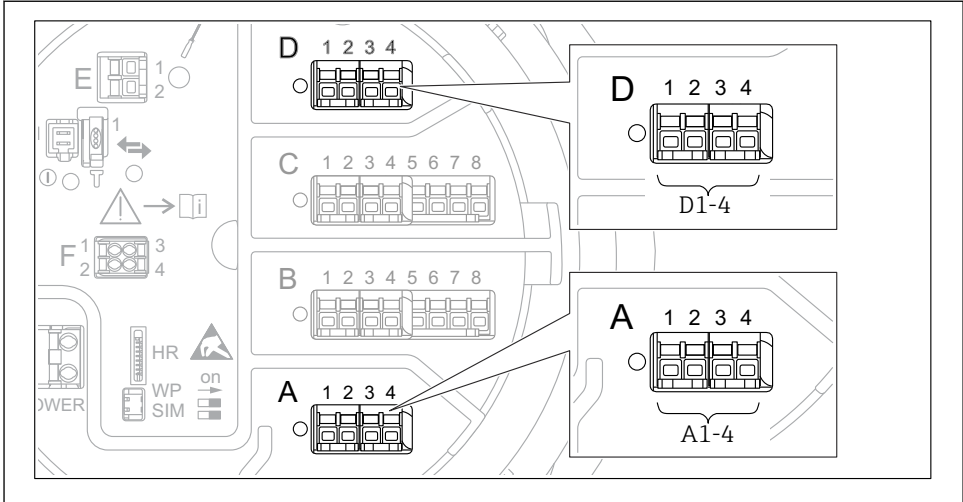 D 1 2 3 4
E 1
2
1
C 1 2 3 4 5 6 7 8
i
F 1 3
2 4
B 1 2 3 4 5 6 7 8
HR
WP on
SIM
OWER
A 1 2 3 4
D 1 2 3 4
D1-4
A 1 2 3 4
A1-4